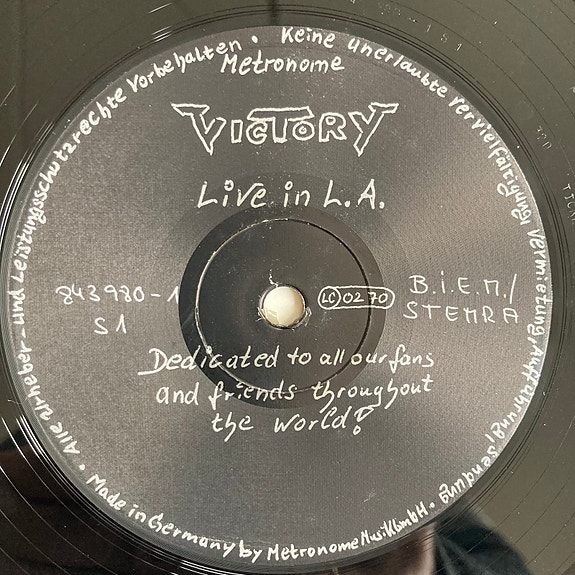 Alle Urheber- und Leistungsschutzrechte Vorbehalten • Keine unerlaubte Vervielfältigung, Vermietung, Aufführung, Sendung •
Made in Germany by Metronome Musik GmbH •
Metronome
VICTORY
Live in L.A.
843980-1
S1
LC 0270
B.i.E.M./
STEMRA
Dedicated to all our fans
and friends throughout
the world!